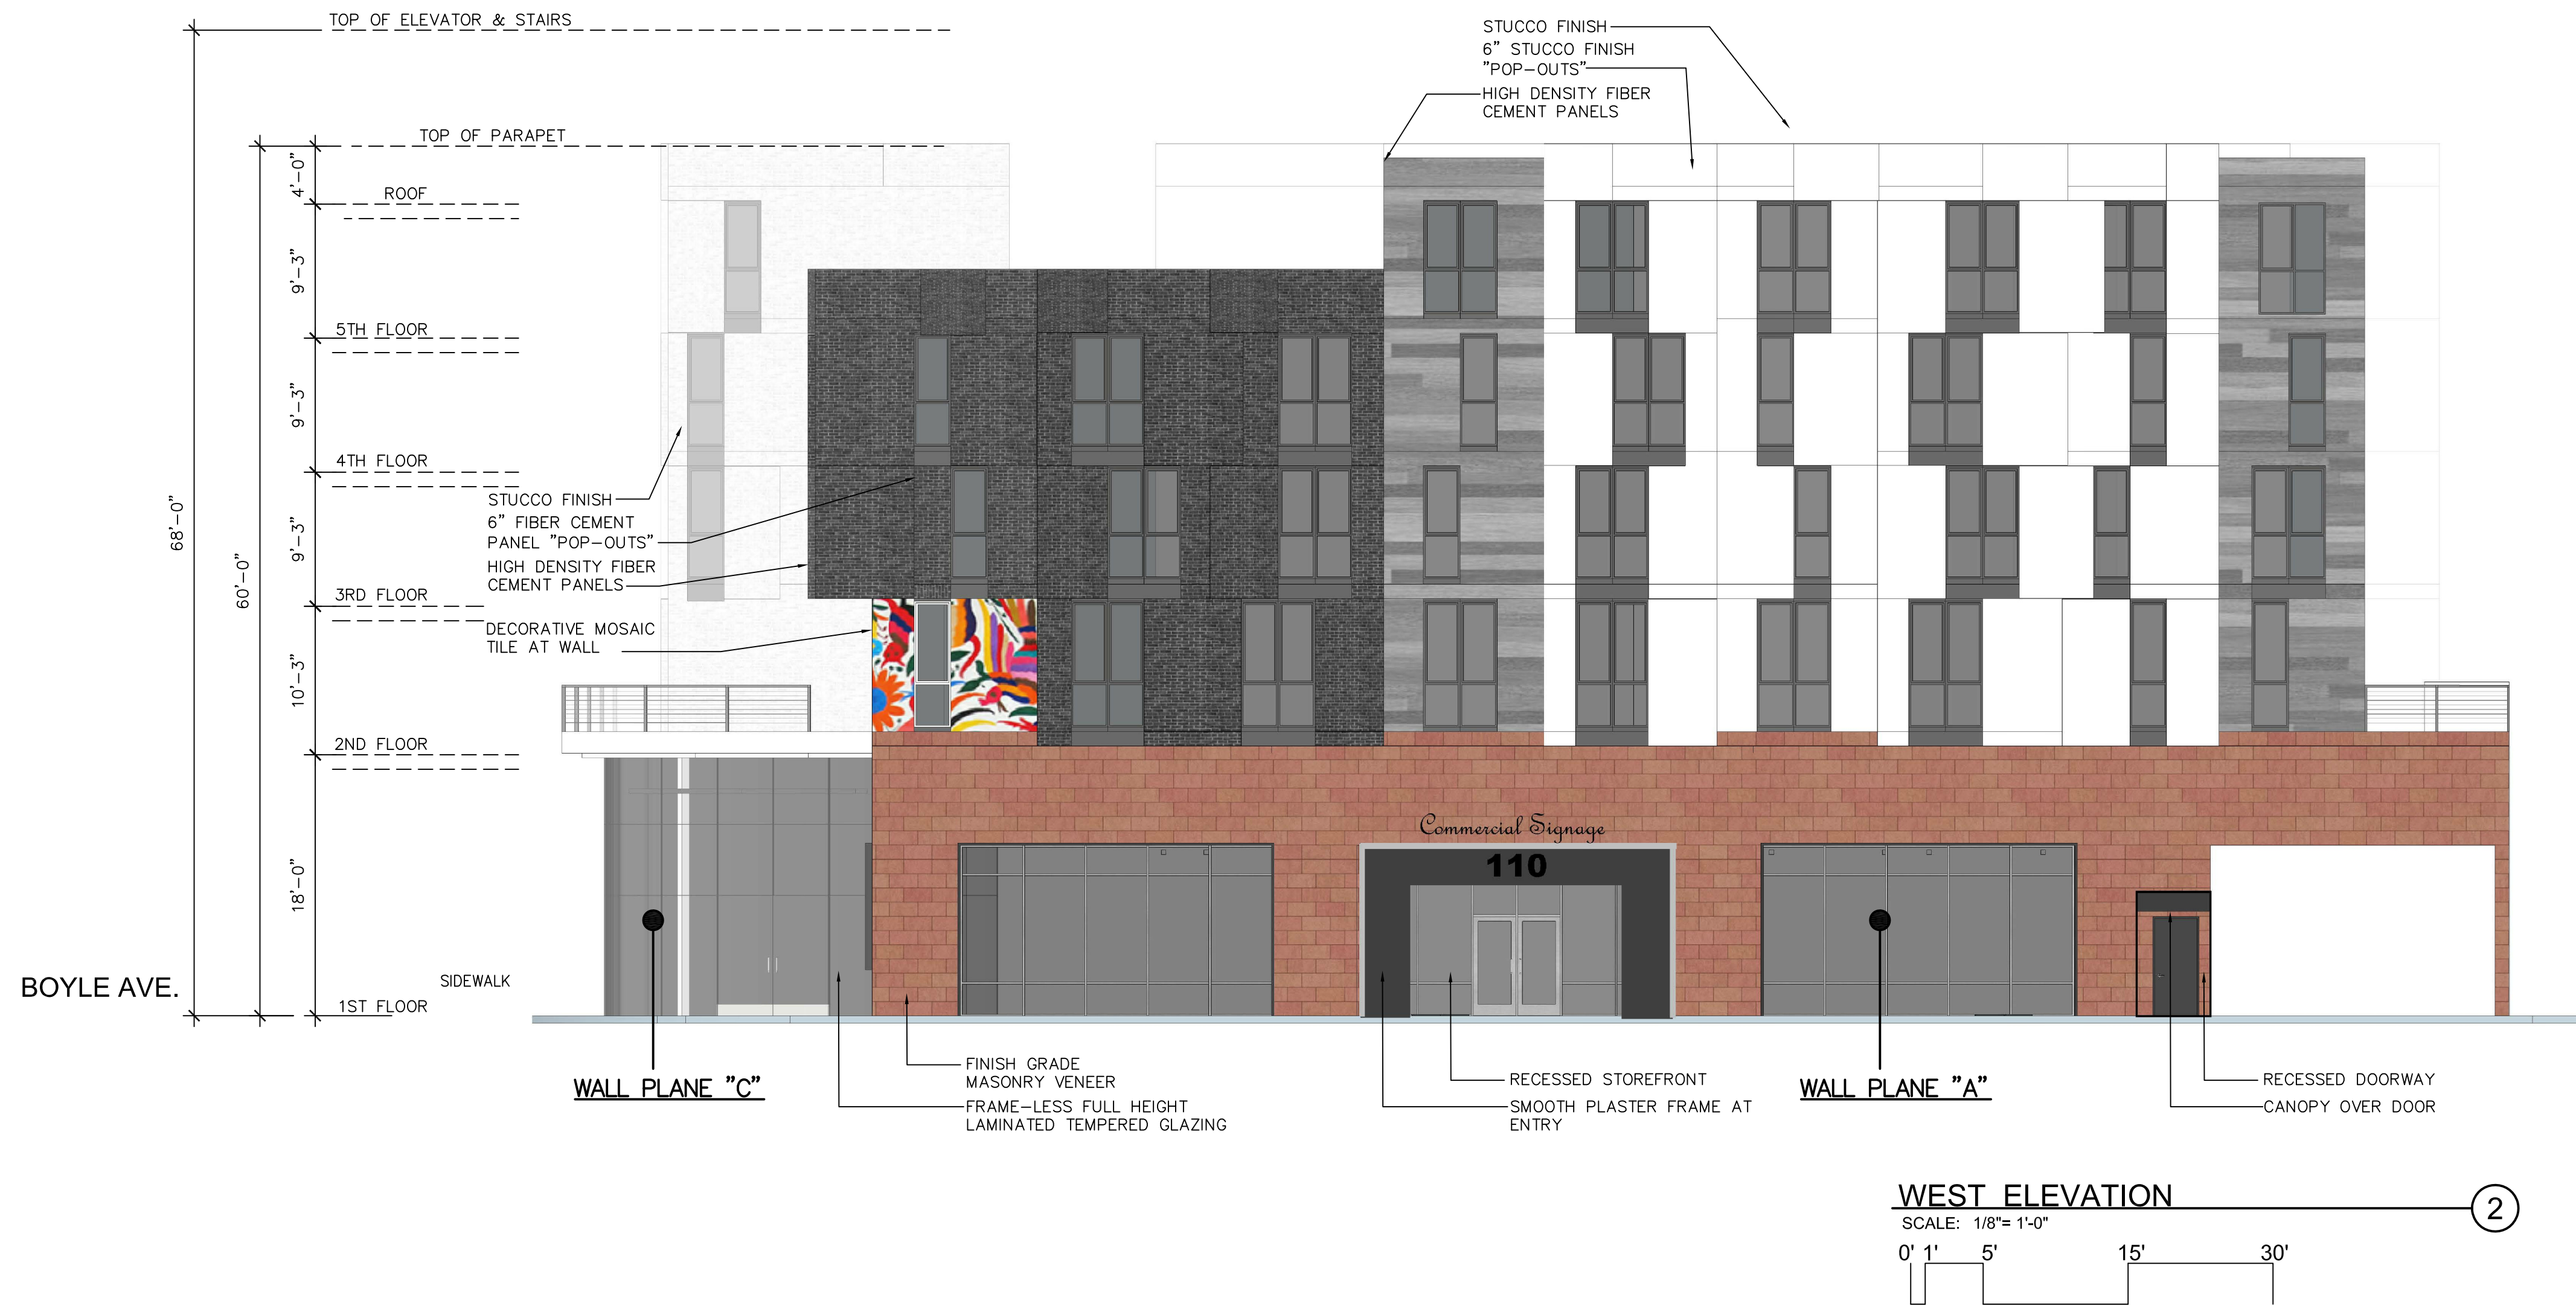 TOP OF ELEVATOR & STAIRS
STUCCO FINISH
6" STUCCO FINISH
"POP-OUTS"
HIGH DENSITY FIBER
CEMENT PANELS
TOP OF PARAPET
4'-0"
ROOF
9'-3"
5TH FLOOR
9'-3"
4TH FLOOR
68'-0"
60'-0"
9'-3"
STUCCO FINISH
6" FIBER CEMENT
PANEL "POP-OUTS"
HIGH DENSITY FIBER
CEMENT PANELS
3RD FLOOR
DECORATIVE MOSAIC
TILE AT WALL
10'-3"
2ND FLOOR
18'-0"
Commercial Signage
110
BOYLE AVE.
SIDEWALK
1ST FLOOR
WALL PLANE "C"
FINISH GRADE
MASONRY VENEER
FRAME-LESS FULL HEIGHT
LAMINATED TEMPERED GLAZING
RECESSED STOREFRONT
SMOOTH PLASTER FRAME AT
ENTRY
WALL PLANE "A"
RECESSED DOORWAY
CANOPY OVER DOOR
WEST ELEVATION
2
SCALE: 1/8"= 1'-0"
0' 1' 5' 15' 30'